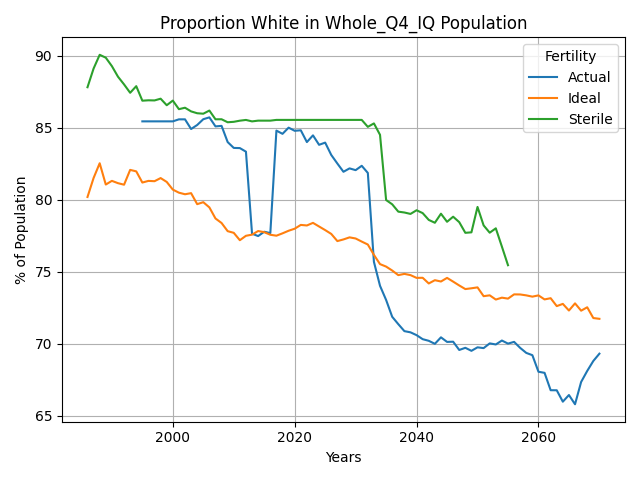 Proportion White in Whole_Q4_IQ Population
% of Population
90
85
80
75
70
65
Fertility
Actual
Ideal
Sterile
2000
2020
2040
2060
Years